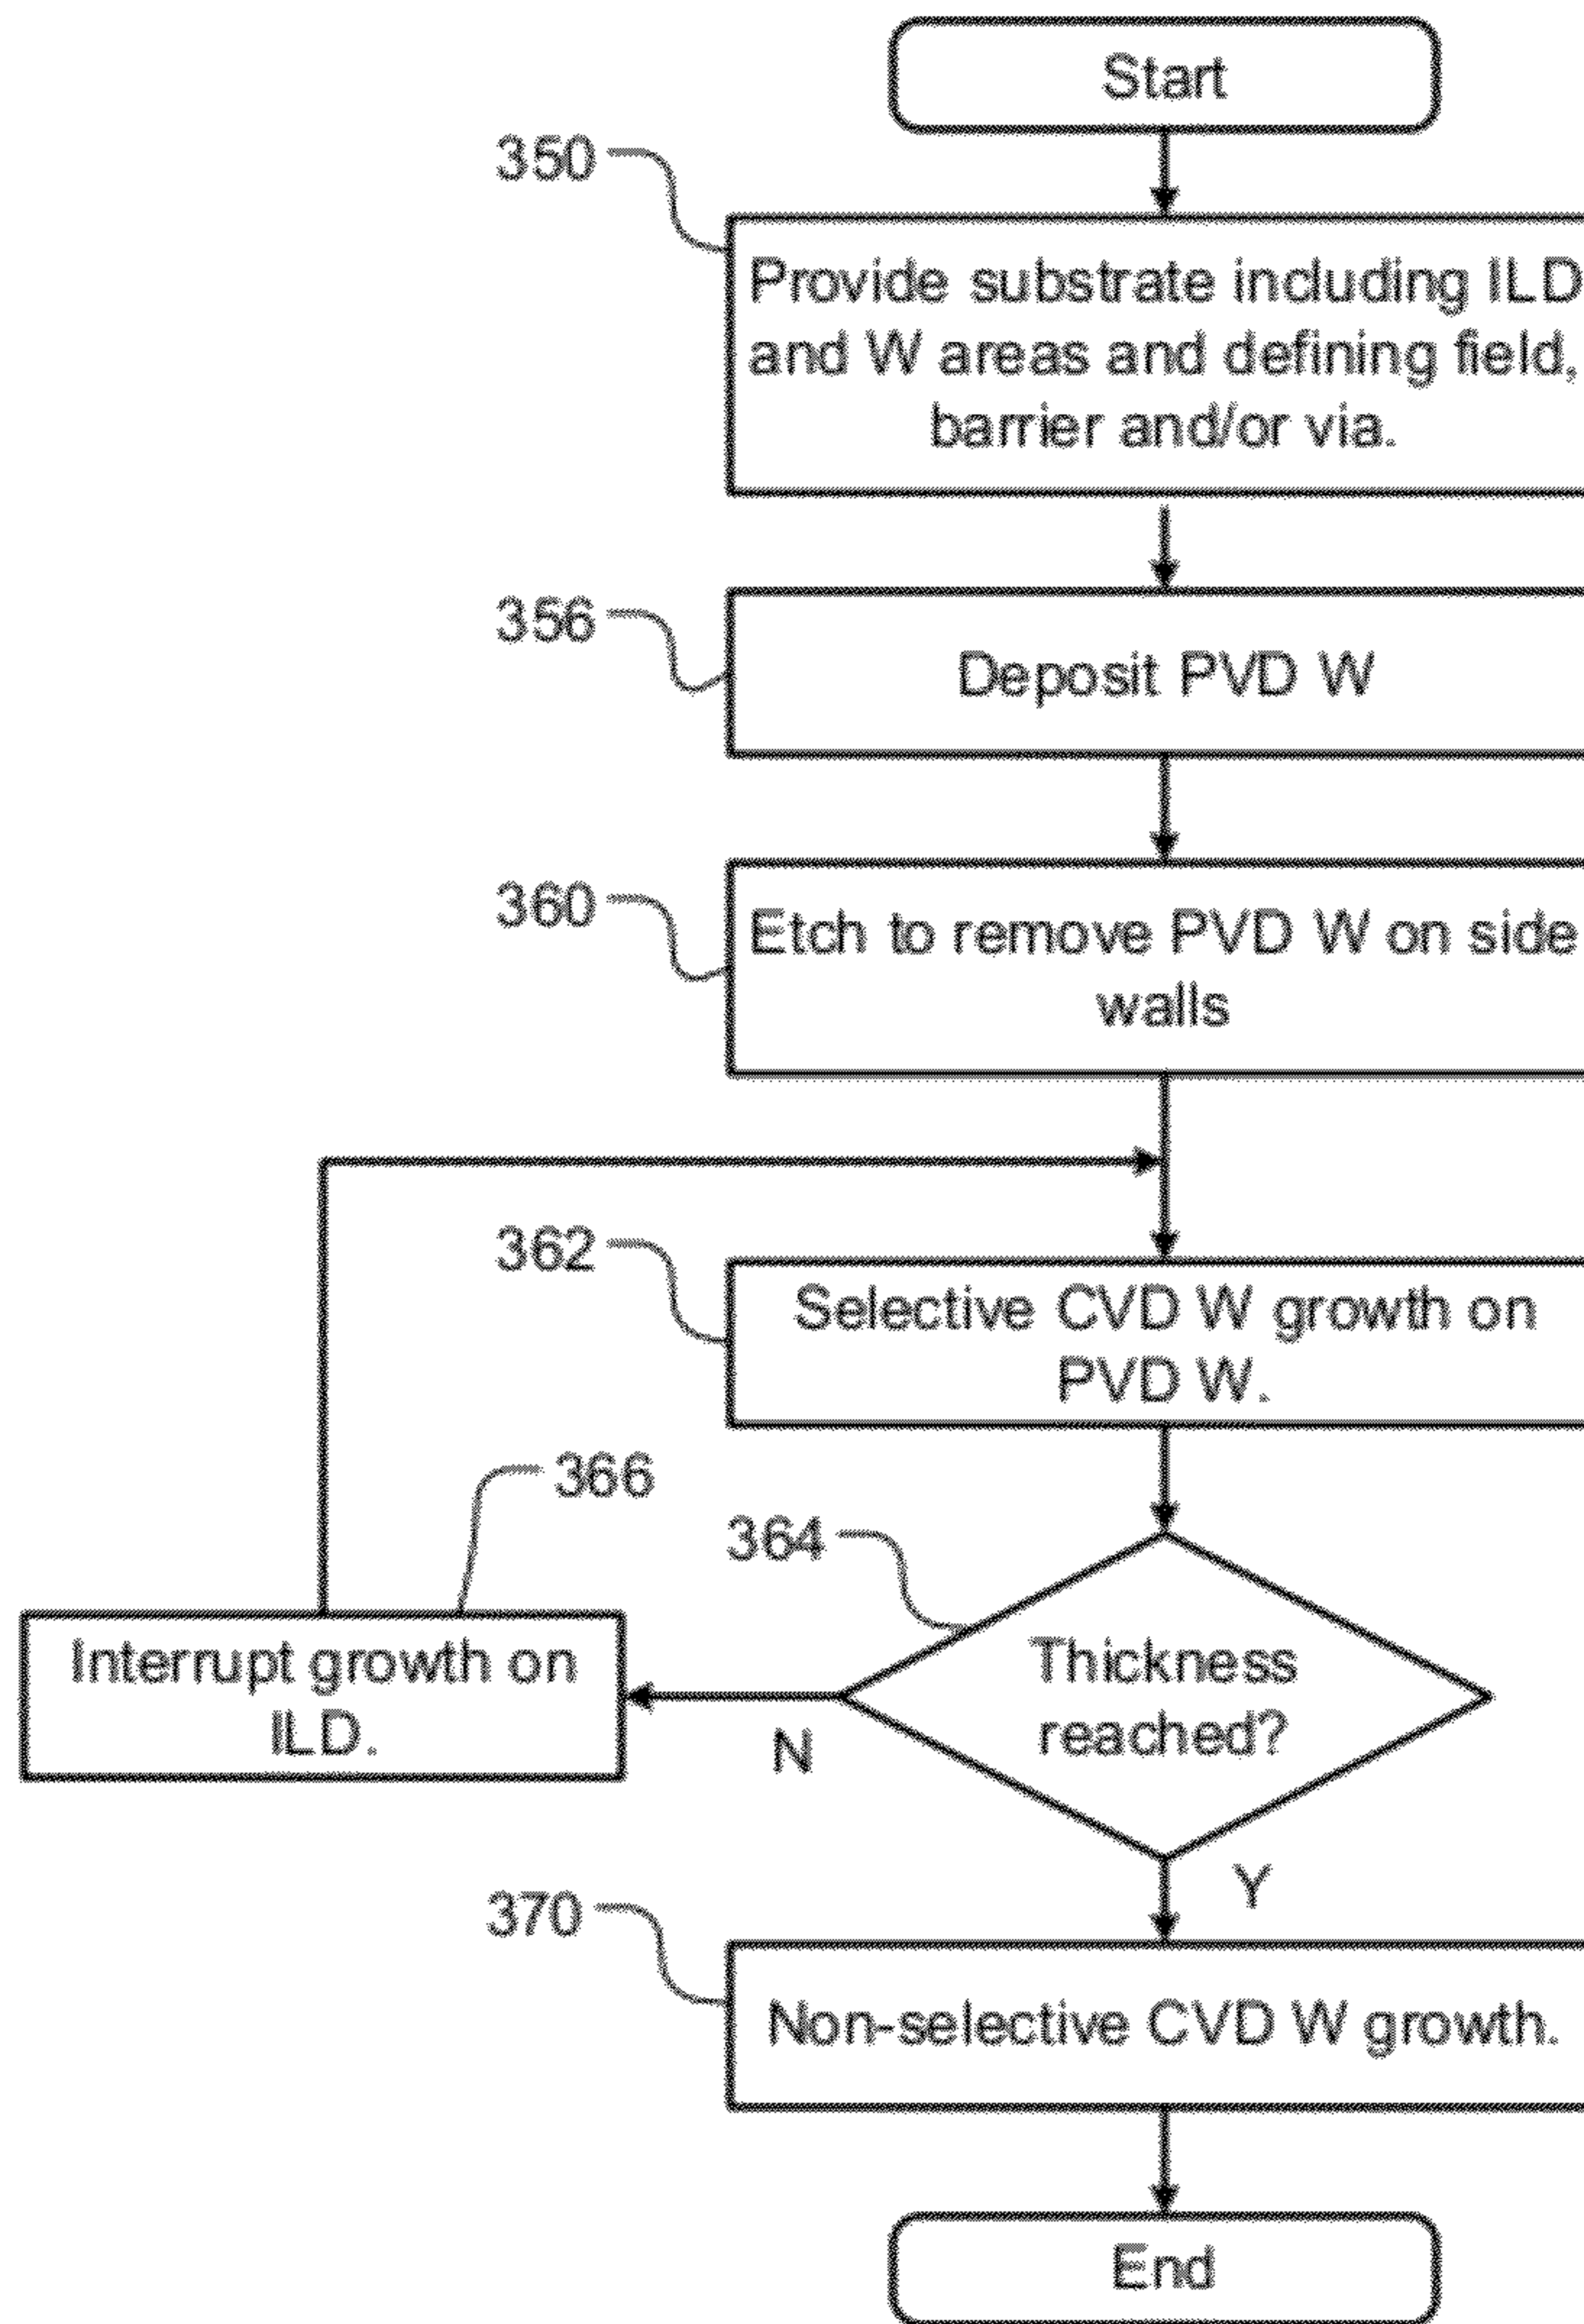 Start
350
Provide substrate including ILD
and W areas and defining field,
barrier and/or via.
356
Deposit PVD W
360
Etch to remove PVD W on side
walls
362
Selective CVD W growth on
PVD W.
366
364
Interrupt growth on
ILD.
Thickness
reached?
N
Y
370
Non-selective CVD W growth.
End